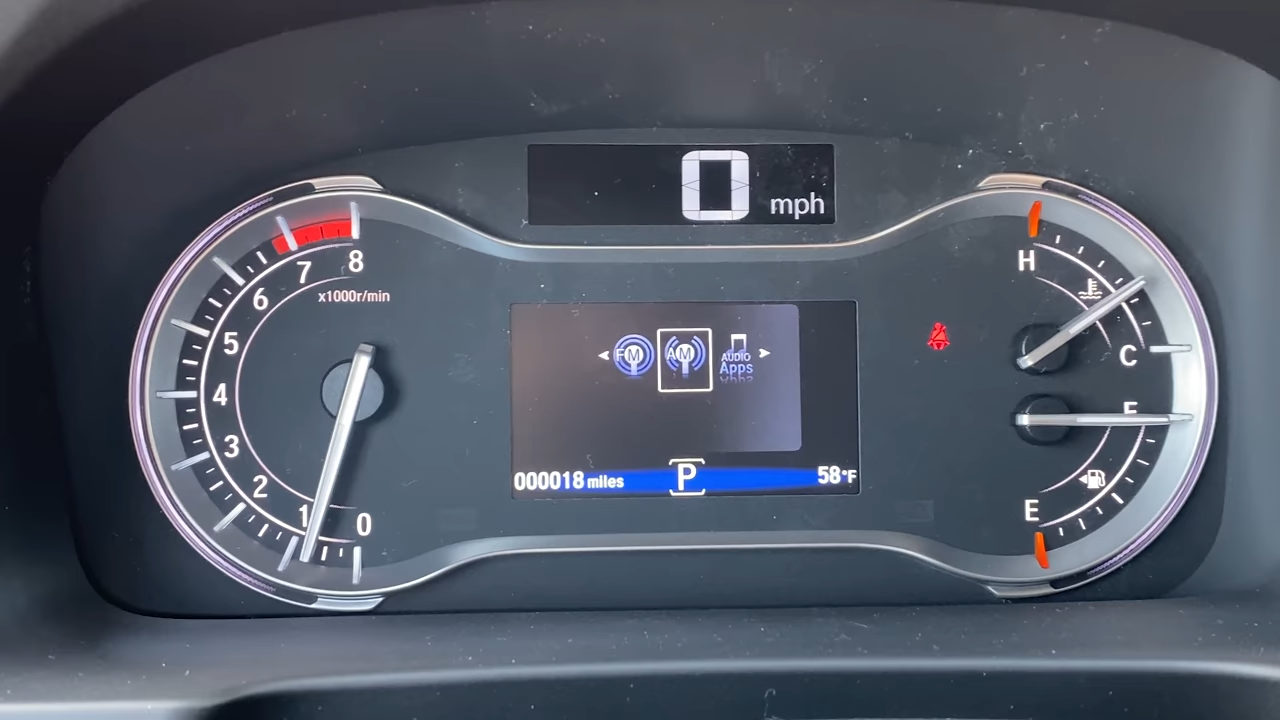 0 mph
8
7
6
x1000r/min
5
4
3
2
1
0
FM AM AUDIO
Apps
000018 miles P 58°F
H
C
F
E